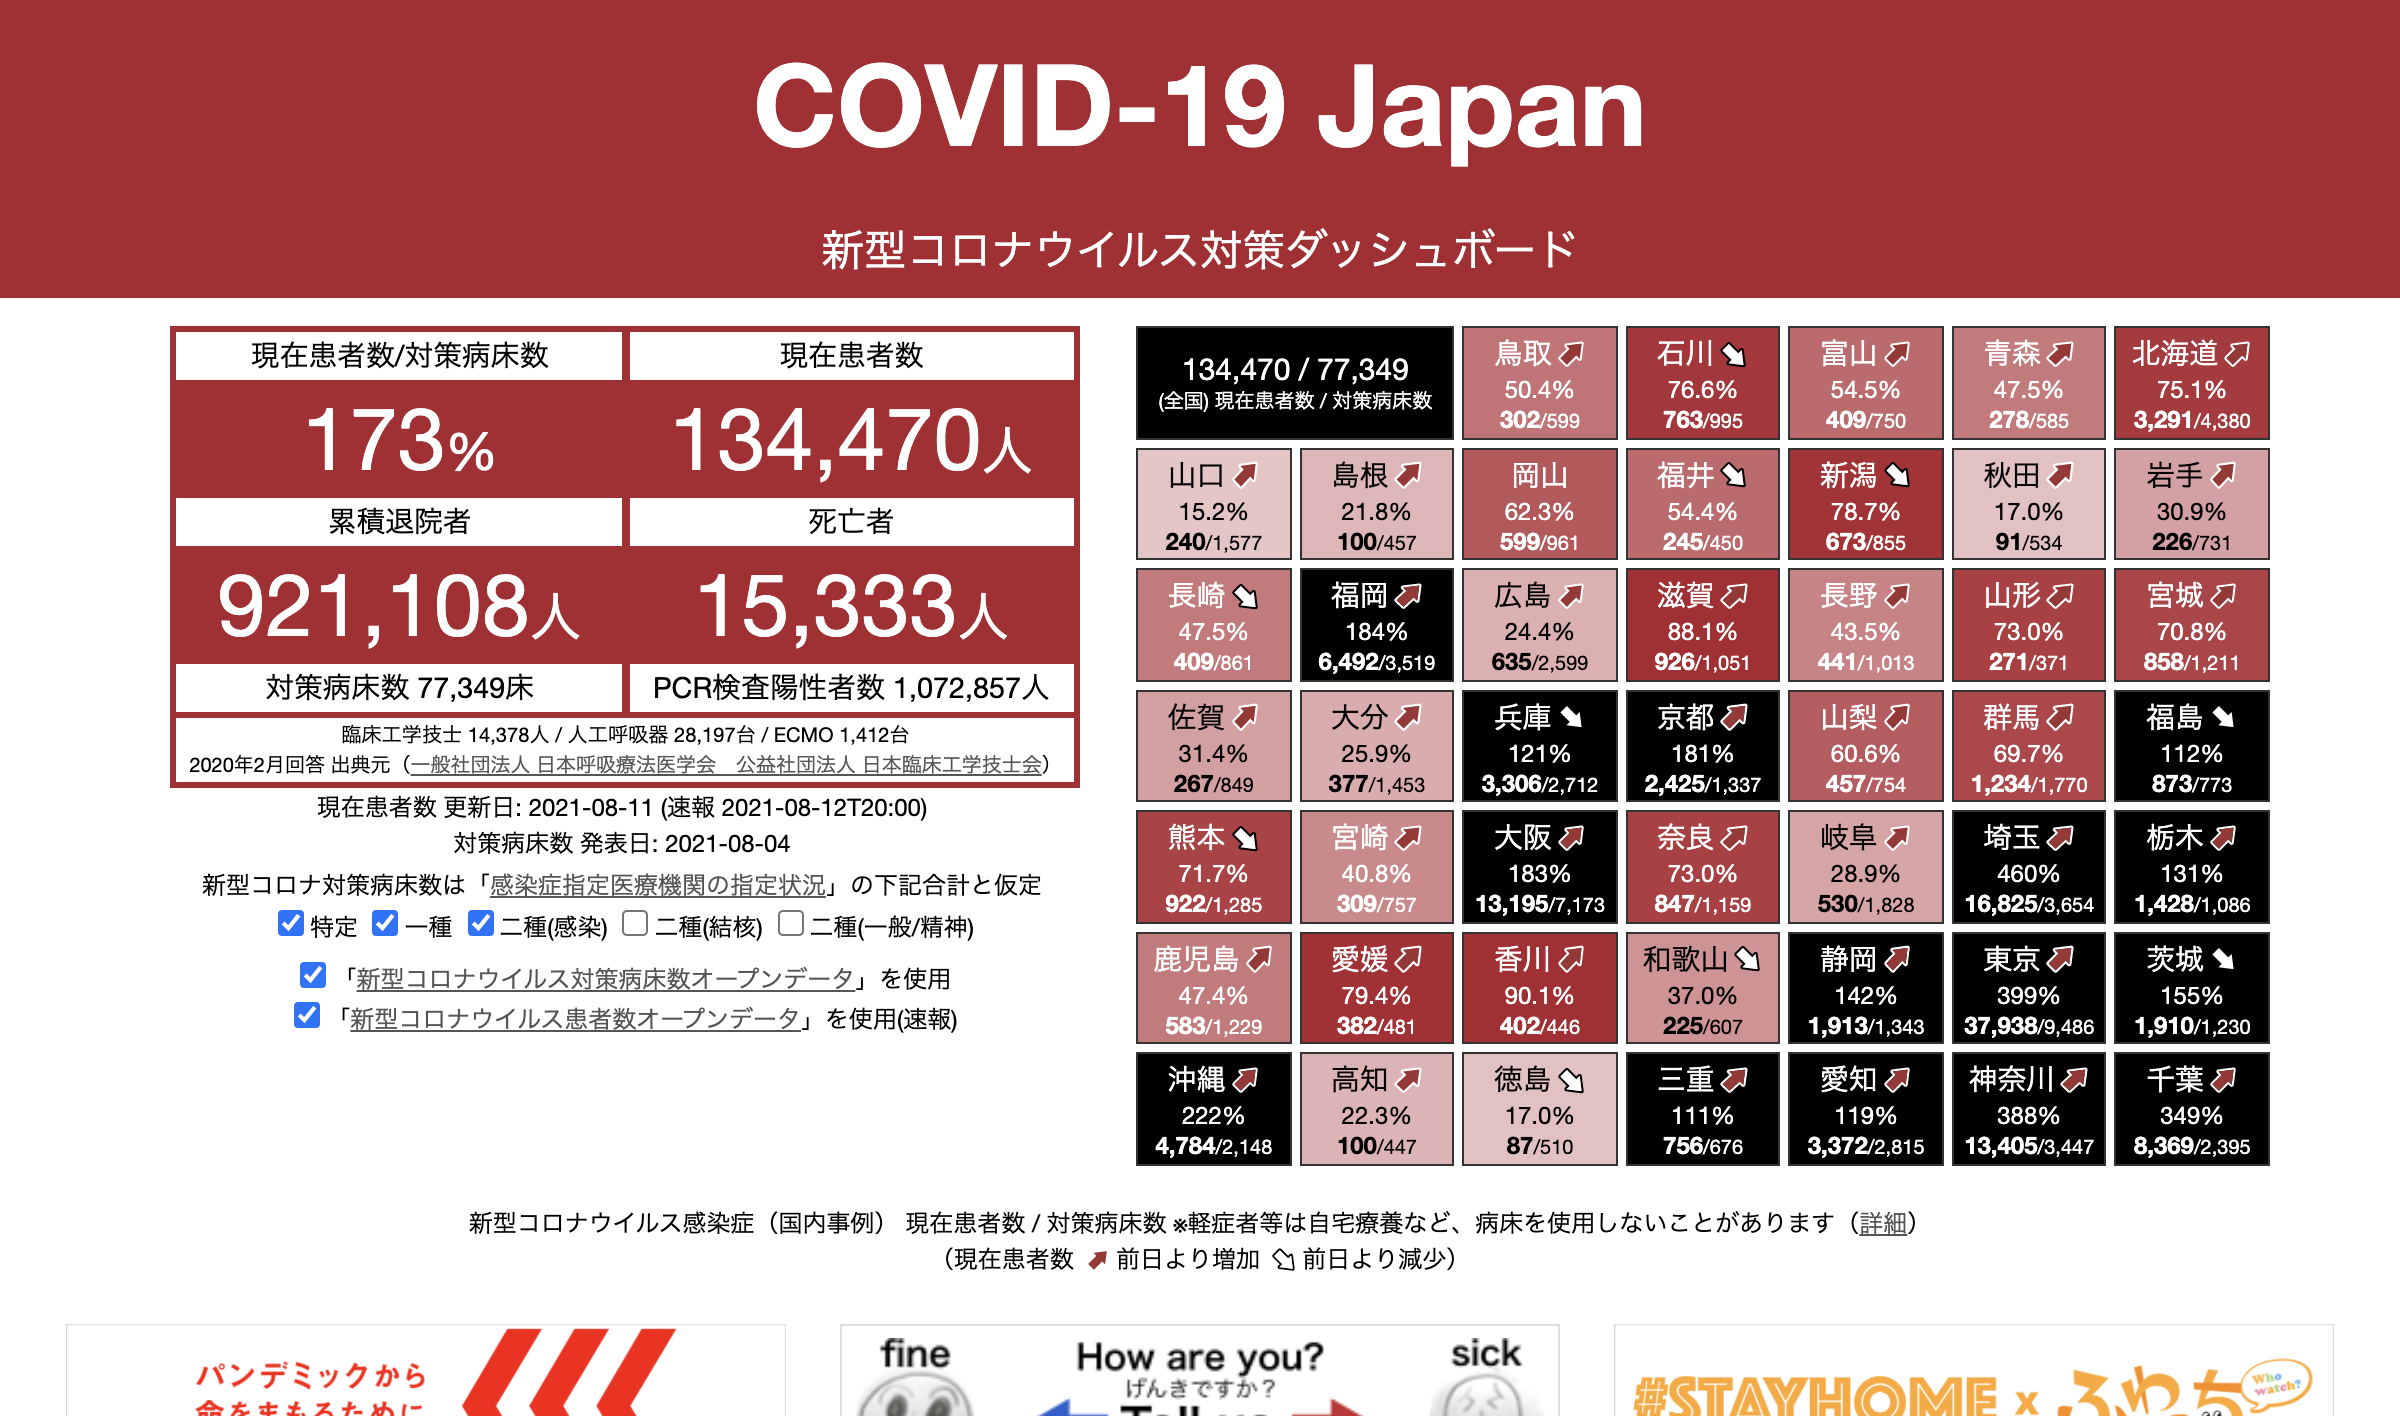 COVID-19 Japan
新型コロナウイルス対策ダッシュボード
現在患者数/対策病床数
現在患者数
173%
134,470人
累積退院者
死亡者
921,108人
15,333人
対策病床数 77,349床
PCR検査陽性者数 1,072,857人
臨床工学技士 14,378人 / 人工呼吸器 28,197台 / ECMO 1,412台
2020年2月回答 出典元（一般社団法人 日本呼吸療法医学会　公益社団法人 日本臨床工学技士会）
現在患者数 更新日: 2021-08-11 (速報 2021-08-12T20:00)
対策病床数 発表日: 2021-08-04
新型コロナ対策病床数は「感染症指定医療機関の指定状況」の下記合計と仮定
特定 一種 二種(感染) 二種(結核) 二種(一般/精神)
「新型コロナウイルス対策病床数オープンデータ」を使用
「新型コロナウイルス患者数オープンデータ」を使用(速報)
134,470 / 77,349
(全国) 現在患者数 / 対策病床数
鳥取
50.4%
302/599
石川
76.6%
763/995
富山
54.5%
409/750
青森
47.5%
278/585
北海道
75.1%
3,291/4,380
山口
15.2%
240/1,577
島根
21.8%
100/457
岡山
62.3%
599/961
福井
54.4%
245/450
新潟
78.7%
673/855
秋田
17.0%
91/534
岩手
30.9%
226/731
長崎
47.5%
409/861
福岡
184%
6,492/3,519
広島
24.4%
635/2,599
滋賀
88.1%
926/1,051
長野
43.5%
441/1,013
山形
73.0%
271/371
宮城
70.8%
858/1,211
佐賀
31.4%
267/849
大分
25.9%
377/1,453
兵庫
121%
3,306/2,712
京都
181%
2,425/1,337
山梨
60.6%
457/754
群馬
69.7%
1,234/1,770
福島
112%
873/773
熊本
71.7%
922/1,285
宮崎
40.8%
309/757
大阪
183%
13,195/7,173
奈良
73.0%
847/1,159
岐阜
28.9%
530/1,828
埼玉
460%
16,825/3,654
栃木
131%
1,428/1,086
鹿児島
47.4%
583/1,229
愛媛
79.4%
382/481
香川
90.1%
402/446
和歌山
37.0%
225/607
静岡
142%
1,913/1,343
東京
399%
37,938/9,486
茨城
155%
1,910/1,230
沖縄
222%
4,784/2,148
高知
22.3%
100/447
徳島
17.0%
87/510
三重
111%
756/676
愛知
119%
3,372/2,815
神奈川
388%
13,405/3,447
千葉
349%
8,369/2,395
新型コロナウイルス感染症（国内事例） 現在患者数 / 対策病床数 ※軽症者等は自宅療養など、病床を使用しないことがあります（詳細）
（現在患者数 前日より増加 前日より減少）
パンデミックから
命をまもるために
fine
How are you?
げんきですか？
Tell us
sick
#STAYHOME x ふわっち
Who watch?